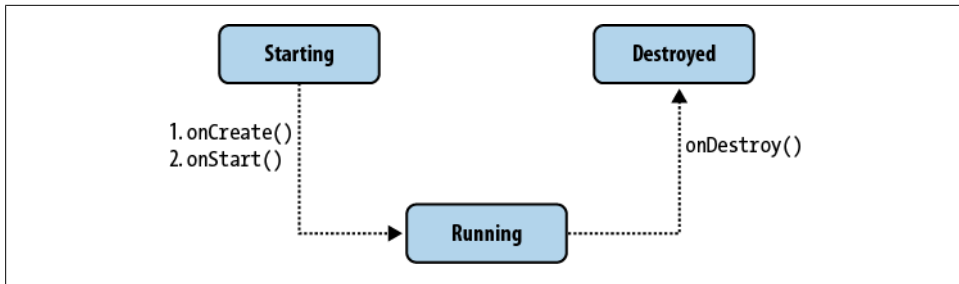 Starting
Destroyed
1. onCreate()
2. onStart()
onDestroy()
Running